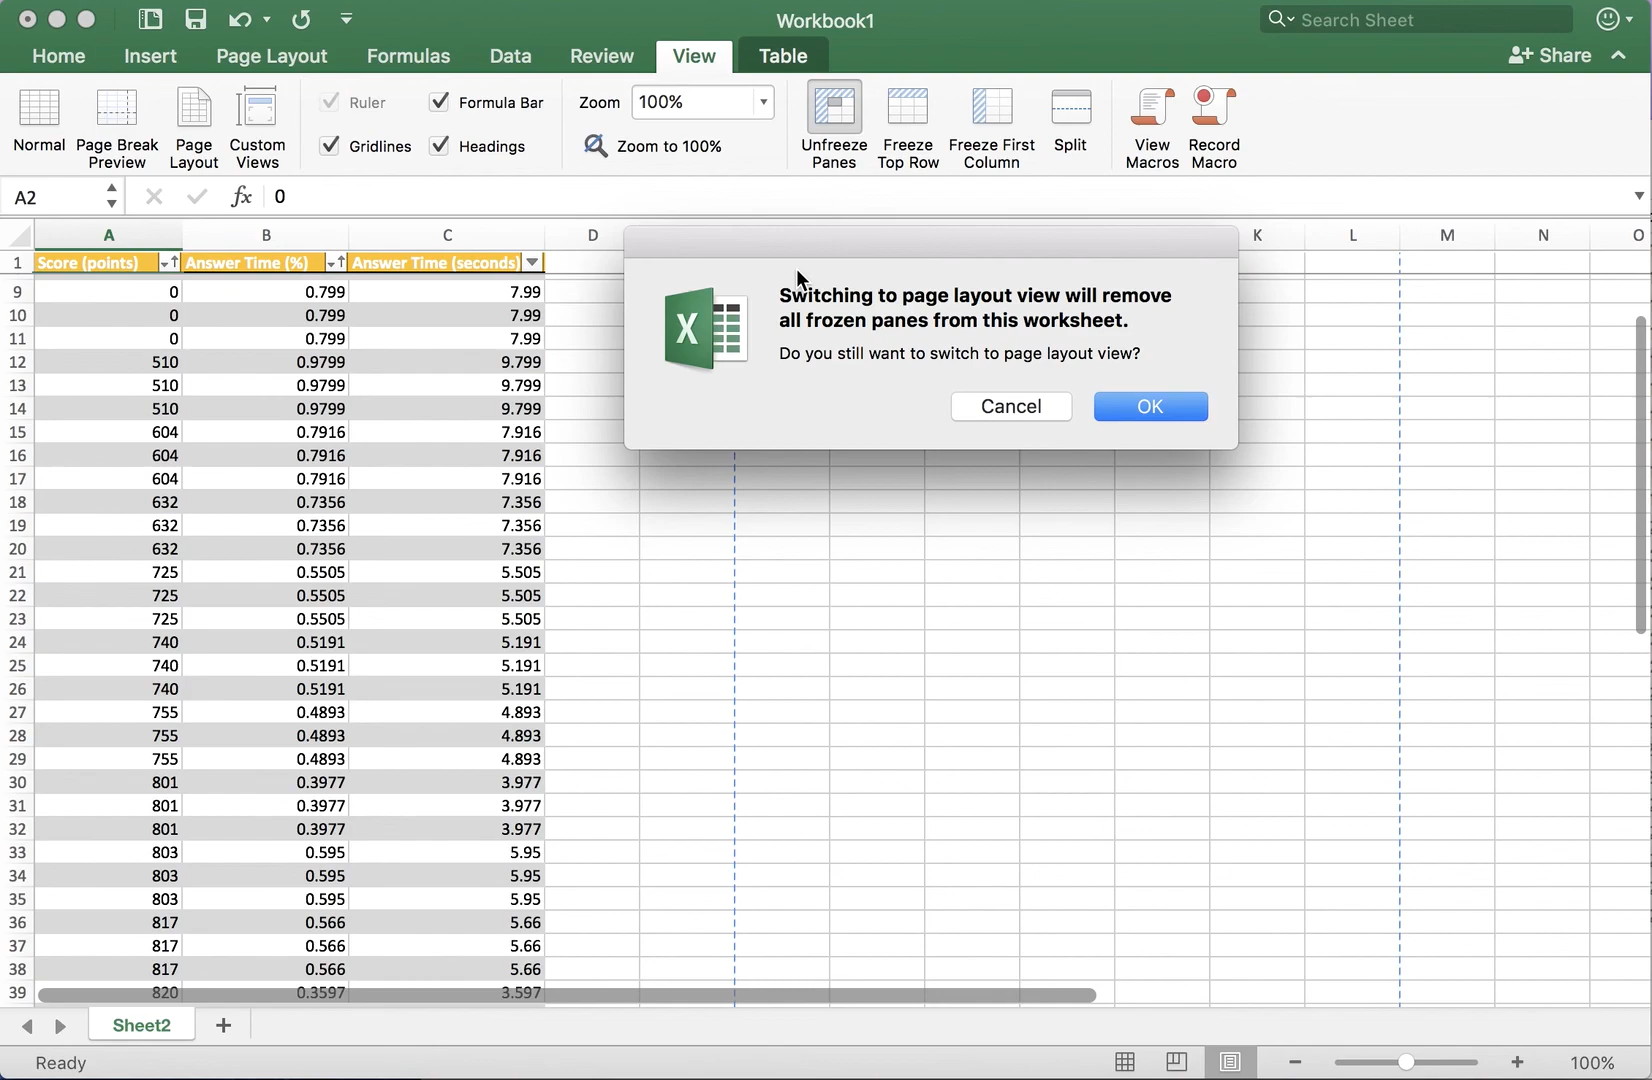 Workbook1
Search Sheet
Home Insert Page Layout Formulas Data Review View Table
Share
Normal
Page Break
Preview
Page
Layout
Custom
Views
Ruler
Gridlines
Formula Bar
Headings
Zoom 100%
Zoom to 100%
Unfreeze
Panes
Freeze
Top Row
Freeze First
Column
Split
View
Macros
Record
Macro
A2 fx 0
A B C D K L M N O
1 Score (points) Answer Time (%) Answer Time (seconds)
Switching to page layout view will remove
all frozen panes from this worksheet.
Do you still want to switch to page layout view?
Cancel OK
9 0 0.799 7.99
10 0 0.799 7.99
11 0 0.799 7.99
12 510 0.9799 9.799
13 510 0.9799 9.799
14 510 0.9799 9.799
15 604 0.7916 7.916
16 604 0.7916 7.916
17 604 0.7916 7.916
18 632 0.7356 7.356
19 632 0.7356 7.356
20 632 0.7356 7.356
21 725 0.5505 5.505
22 725 0.5505 5.505
23 725 0.5505 5.505
24 740 0.5191 5.191
25 740 0.5191 5.191
26 740 0.5191 5.191
27 755 0.4893 4.893
28 755 0.4893 4.893
29 755 0.4893 4.893
30 801 0.3977 3.977
31 801 0.3977 3.977
32 801 0.3977 3.977
33 803 0.595 5.95
34 803 0.595 5.95
35 803 0.595 5.95
36 817 0.566 5.66
37 817 0.566 5.66
38 817 0.566 5.66
39 820 0.3597 3.597
Sheet2 +
Ready
100%